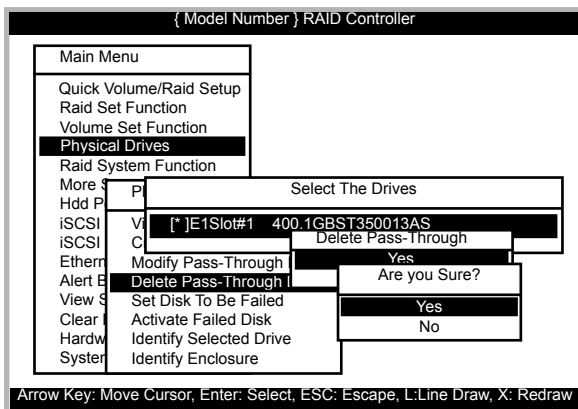 { Model Number } RAID Controller
Main Menu
Quick Volume/Raid Setup
Raid Set Function
Volume Set Function
Physical Drives
Raid System Function
More S
Hdd P
iSCSI
iSCSI
Ethern
Alert B
View S
Clear
Hardw
System
P
Vi
C
Modify Pass-Through
Delete Pass-Through
Set Disk To Be Failed
Activate Failed Disk
Identify Selected Drive
Identify Enclosure
Select The Drives
[* ]E1Slot#1 400.1GBST350013AS
Delete Pass-Through
Yes
Are you Sure?
Yes
No
Arrow Key: Move Cursor, Enter: Select, ESC: Escape, L:Line Draw, X: Redraw